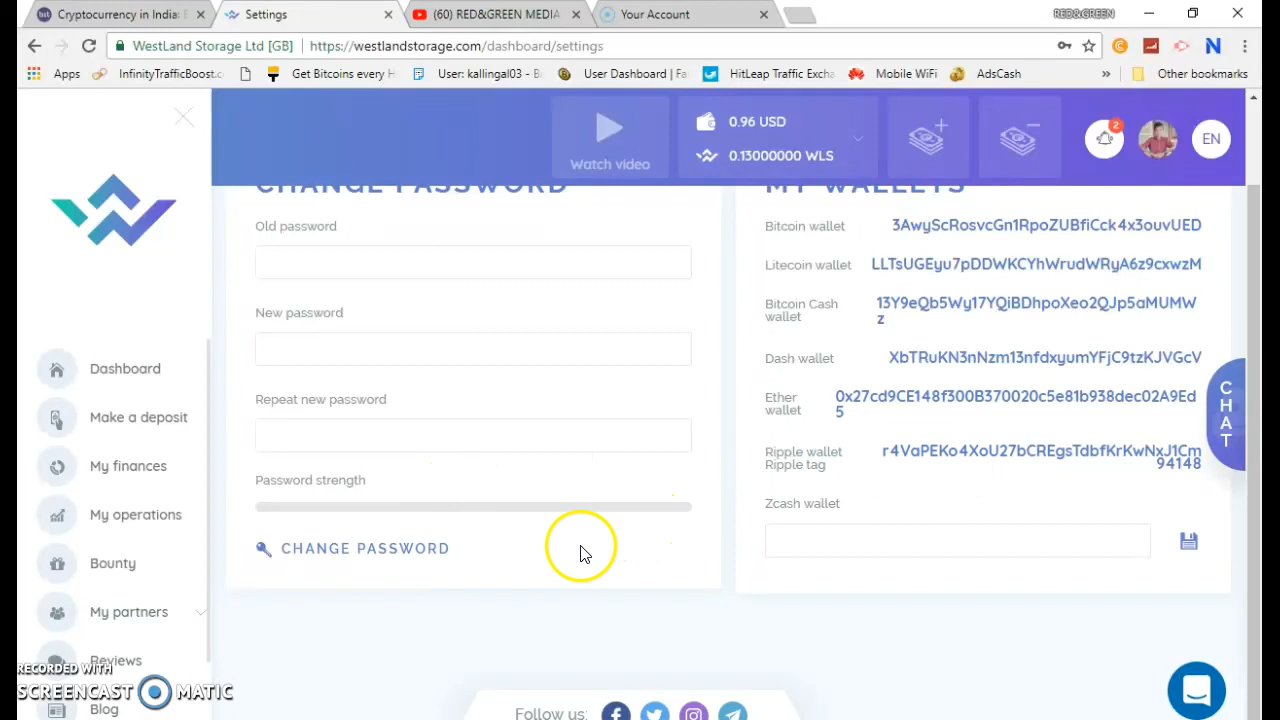 Cryptocurrency in India: E
Settings
(60) RED&GREEN MEDIA
Your Account
RED&GREEN
WestLand Storage Ltd [GB]
https://westlandstorage.com/dashboard/settings
Apps
InfinityTrafficBoost.c
Get Bitcoins every H
User: kallingal03 - B
User Dashboard | Fa
HitLeap Traffic Excha
Mobile WiFi
AdsCash
»
Other bookmarks
Watch video
0.96 USD
0.13000000 WLS
2
EN
CHANGE PASSWORD
Old password
New password
Repeat new password
Password strength
CHANGE PASSWORD
MY WALLETS
Bitcoin wallet
3AwyScRosvcGn1RpoZUBfiCck4x3ouvUED
Litecoin wallet
LLTsUGEyu7pDDWKCYhWrudWRyA6z9cxwzM
Bitcoin Cash
wallet
13Y9eQb5Wy17YQiBDhpoXeo2QJp5aMUMW
z
Dash wallet
XbTRuKN3nNzm13nfdxyumYFjC9tzKJVGcV
Ether
wallet
0x27cd9CE148f300B370020c5e81b938dec02A9Ed
5
Ripple wallet
r4VaPEKo4XoU27bCREgsTdbfKrKwNxJ1Cm
Ripple tag
94148
Zcash wallet
CHAT
Dashboard
Make a deposit
My finances
My operations
Bounty
My partners
Reviews
Blog
RECORDED WITH
SCREENCAST MATIC
Follow us: